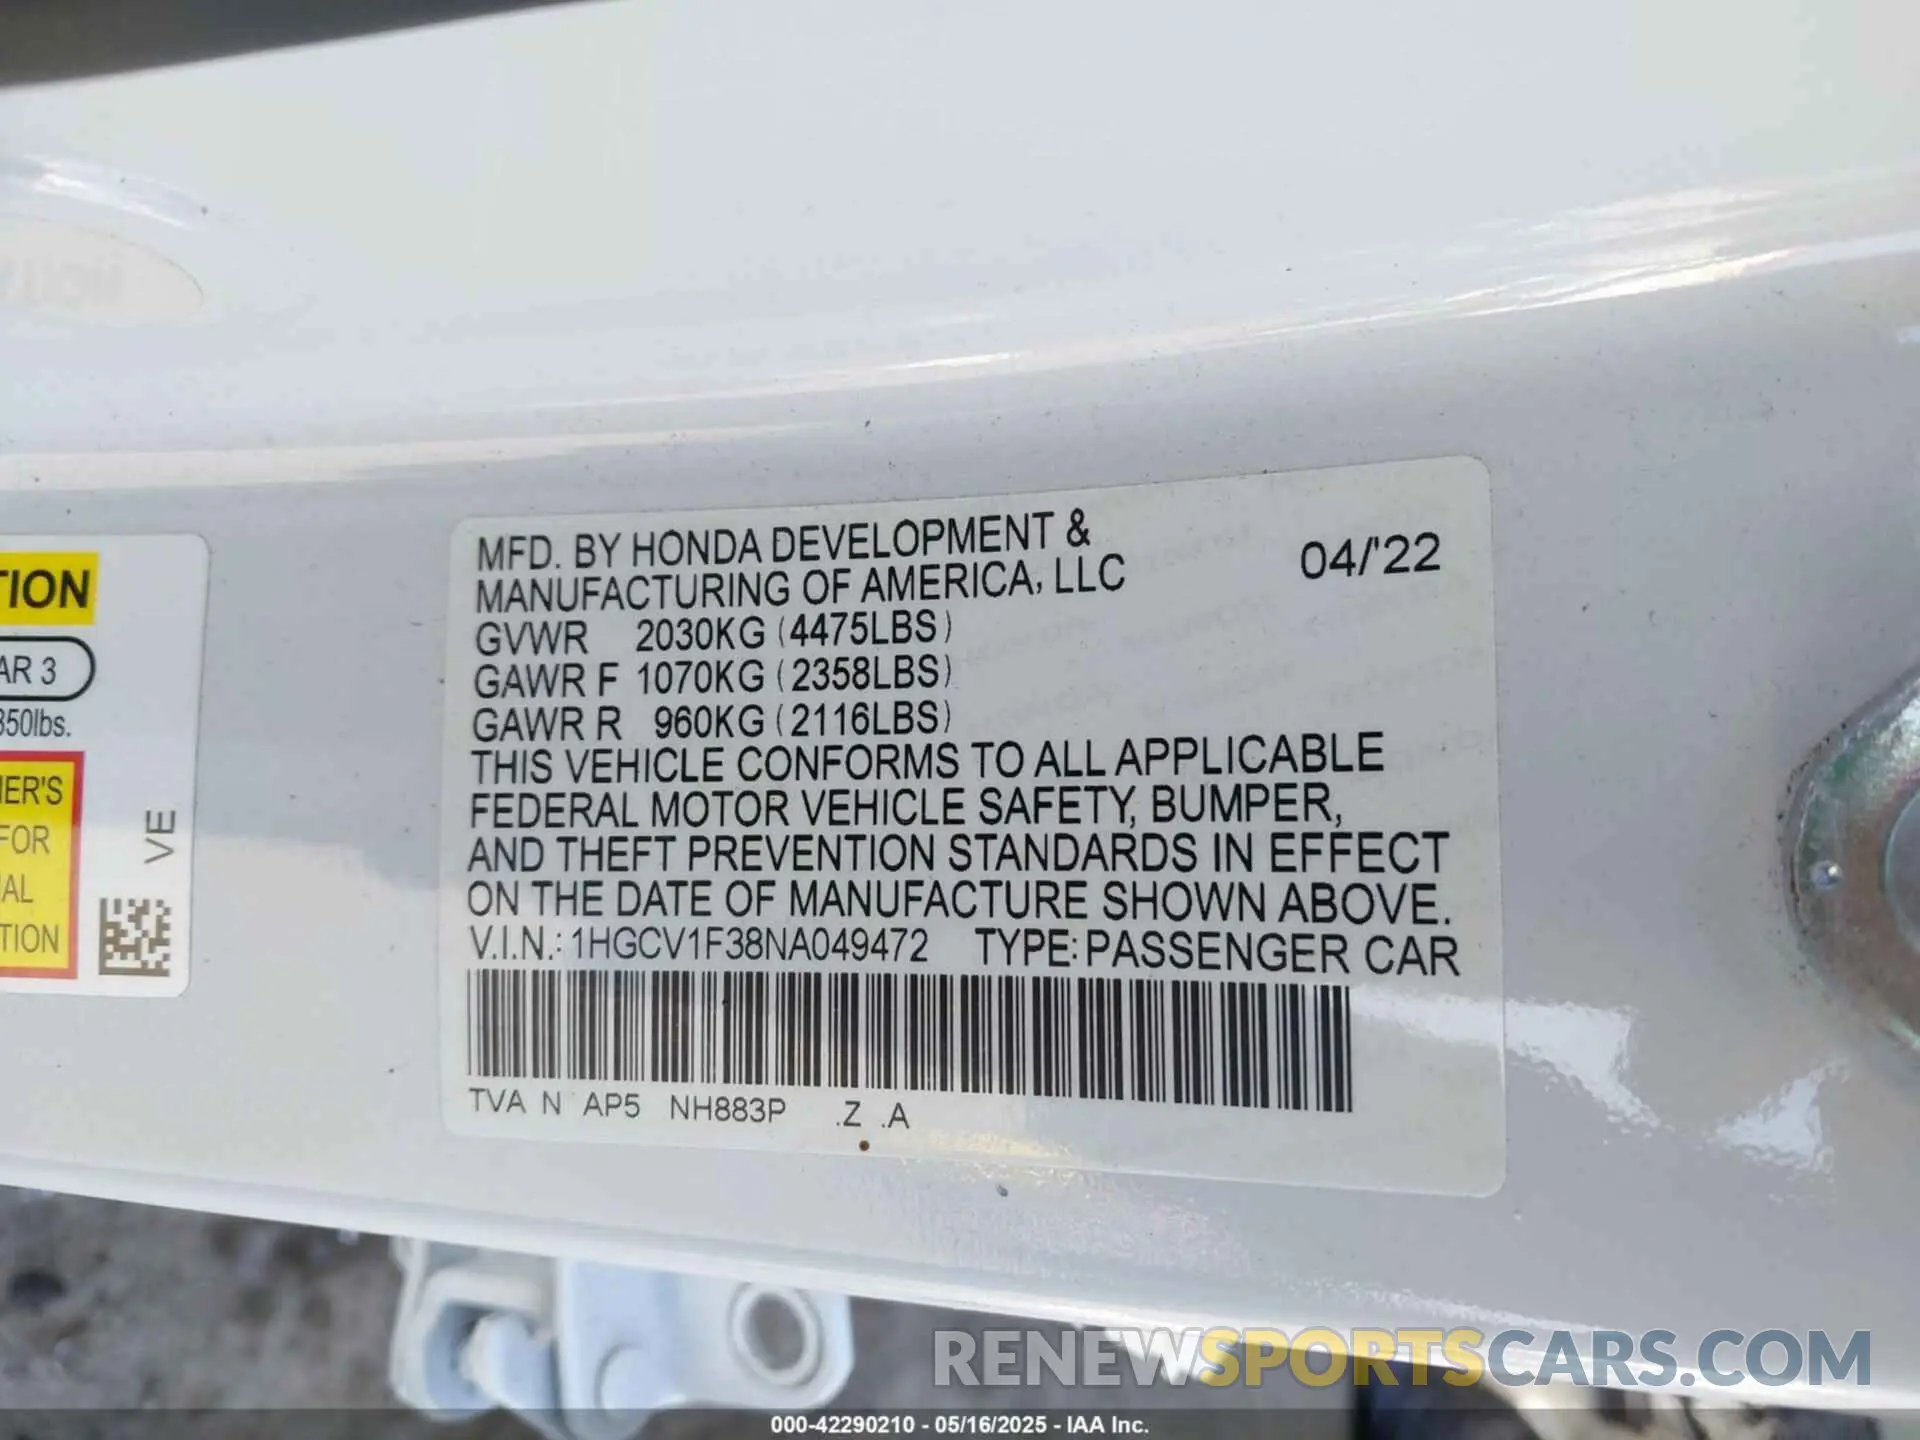 MFD. BY HONDA DEVELOPMENT &
MANUFACTURING OF AMERICA, LLC
04/'22
GVWR 2030KG (4475LBS)
GAWR F 1070KG (2358LBS)
GAWR R 960KG (2116LBS)
THIS VEHICLE CONFORMS TO ALL APPLICABLE
FEDERAL MOTOR VEHICLE SAFETY, BUMPER,
AND THEFT PREVENTION STANDARDS IN EFFECT
ON THE DATE OF MANUFACTURE SHOWN ABOVE.
V.I.N.: 1HGCV1F38NA049472 TYPE: PASSENGER CAR
TVA N AP5 NH883P .Z .A
TION
AR 3
350lbs.
ER'S
FOR
AL
TION
VE
RENEWSPORTSCARS.COM
000-42290210 - 05/16/2025 - IAA Inc.